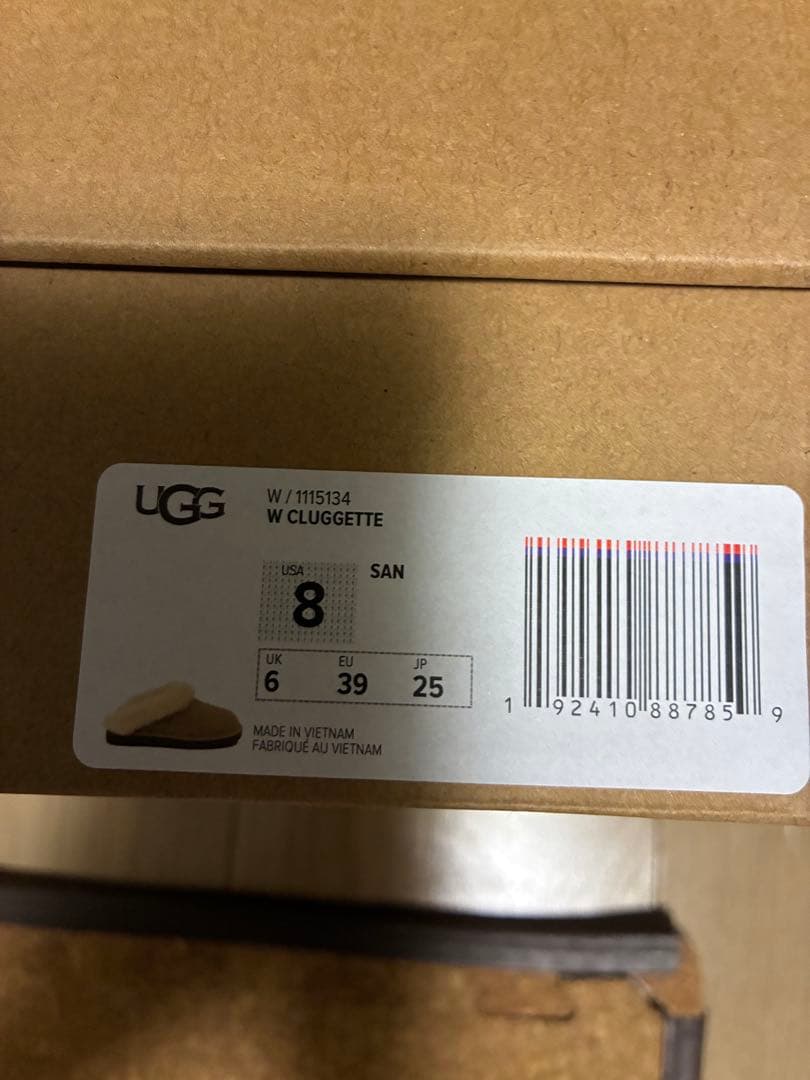 UGG
W / 1115134
W CLUGGETTE
USA
8
SAN
UK EU JP
6 39 25
MADE IN VIETNAM
FABRIQUÉ AU VIETNAM
1 92410 88785 9